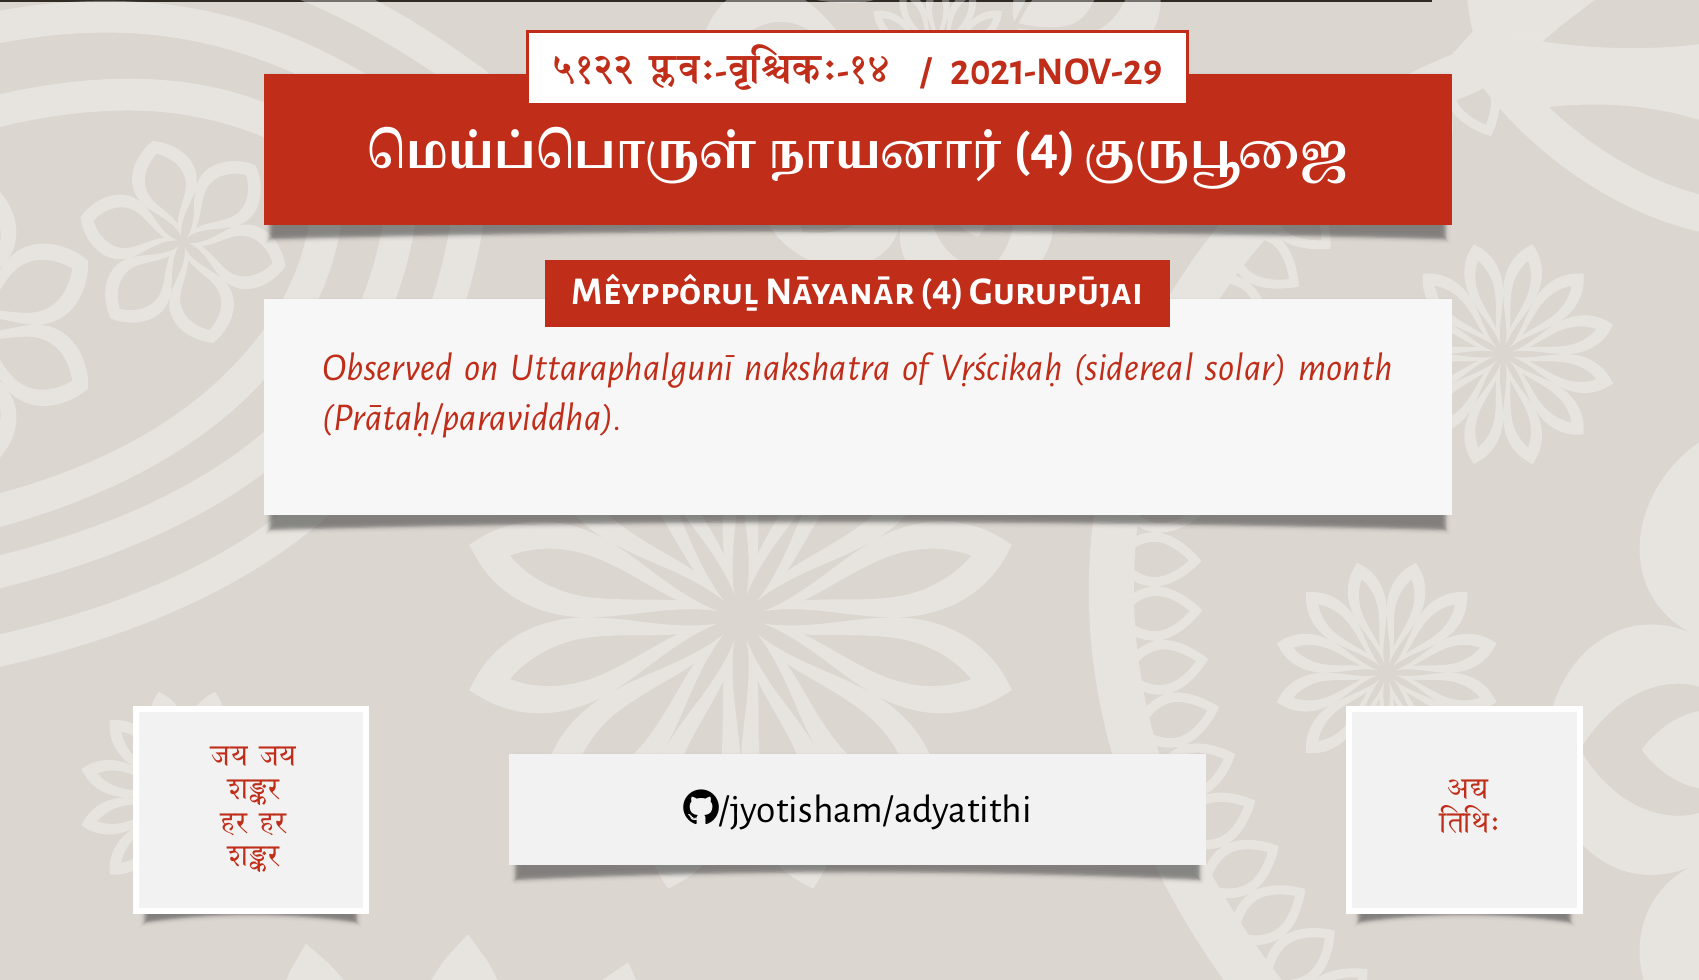 ५१२२ प्लवः-वृश्चिकः-१४ / 2021-NOV-29
மெய்ப்பொருள் நாயனார் (4) குருபூஜை
Mêyppôruḻ Nāyanār (4) Gurupūjai
Observed on Uttaraphalgunī nakshatra of Vṛścikaḥ (sidereal solar) month
(Prātaḥ/paraviddha).
जय जय
शङ्कर
हर हर
शङ्कर
/jyotisham/adyatithi
अद्य
तिथिः